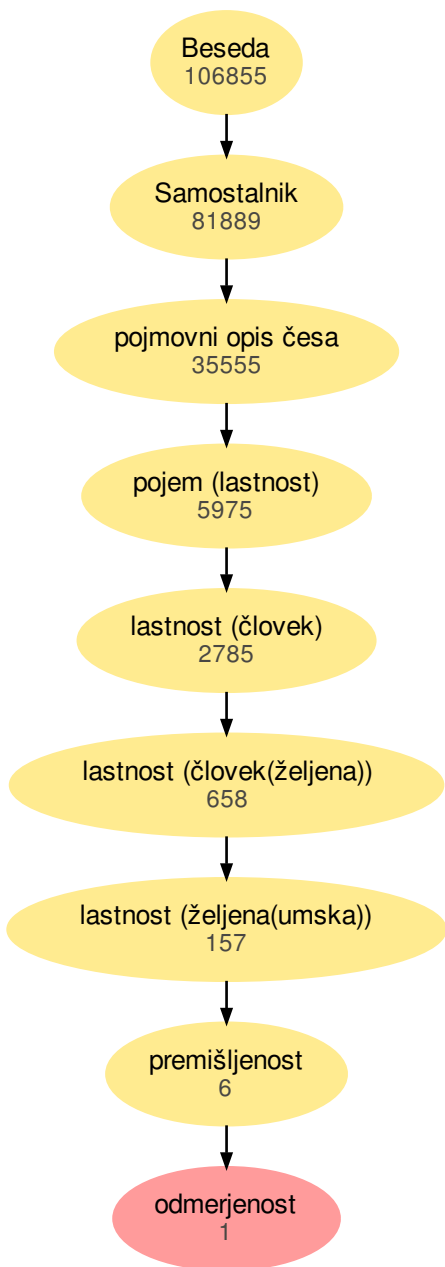 Beseda
106855
Samostalnik
81889
pojmovni opis česa
35555
pojem (lastnost)
5975
lastnost (človek)
2785
lastnost (človek(željena))
658
lastnost (željena(umska))
157
premišljenost
6
odmerjenost
1